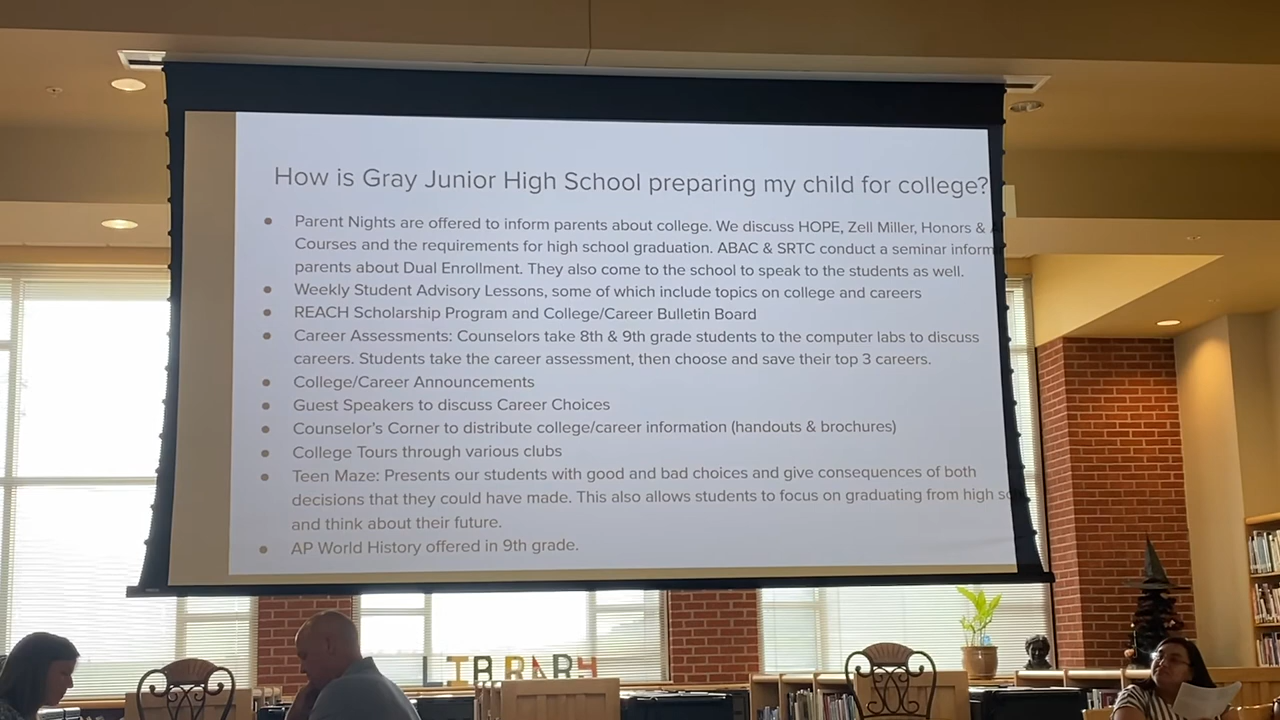 How is Gray Junior High School preparing my child for college?
● Parent Nights are offered to inform parents about college. We discuss HOPE, Zell Miller, Honors &
Courses and the requirements for high school graduation. ABAC & SRTC conduct a seminar inform
parents about Dual Enrollment. They also come to the school to speak to the students as well.
● Weekly Student Advisory Lessons, some of which include topics on college and careers
● REACH Scholarship Program and College/Career Bulletin Board
● Career Assessments: Counselors take 8th & 9th grade students to the computer labs to discuss
careers. Students take the career assessment, then choose and save their top 3 careers.
● College/Career Announcements
● Guest Speakers to discuss Career Choices
● Counselor's Corner to distribute college/career information (handouts & brochures)
● College Tours through various clubs
● Teen Maze: Presents our students with good and bad choices and give consequences of both
decisions that they could have made. This also allows students to focus on graduating from high
and think about their future.
● AP World History offered in 9th grade.
LIBRARY